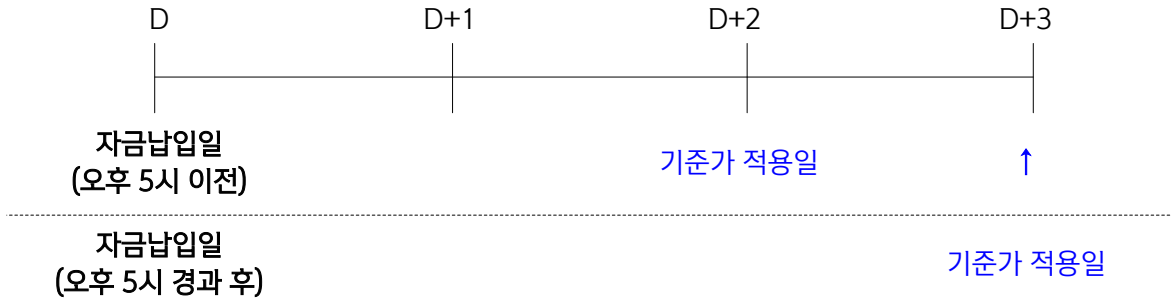 D D+1 D+2 D+3
자금납입일
(오후 5시 이전)
기준가 적용일
↑
자금납입일
(오후 5시 경과 후)
기준가 적용일